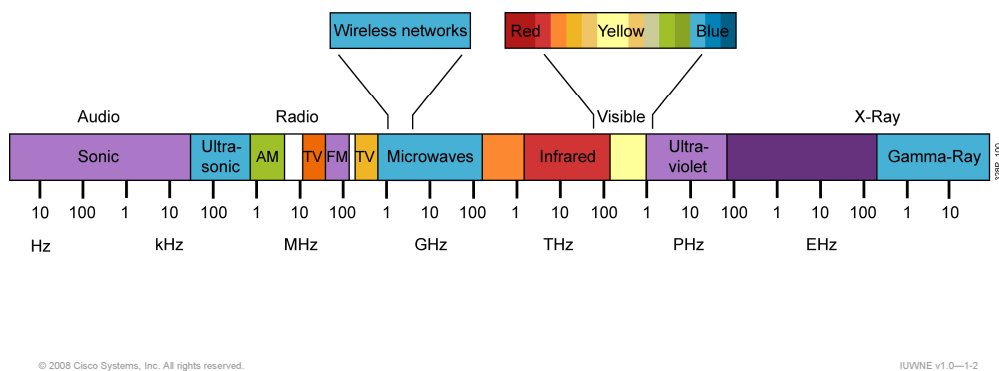 Wireless networks
Red Yellow Blue
Audio Radio Visible X-Ray
Sonic Ultra-sonic AM TV FM TV Microwaves Infrared Ultra-violet Gamma-Ray
10 100 1 10 100 1 10 100 1 10 100 1 10 100 1 10 100 1 10 100 1 10
Hz kHz MHz GHz THz PHz EHz
© 2008 Cisco Systems, Inc. All rights reserved. IUWNE v1.0—1-2